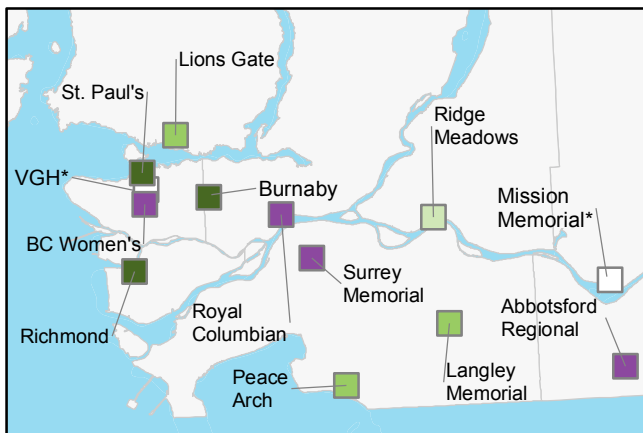 Lions Gate
St. Paul's
Ridge
Meadows
VGH*
Burnaby
Mission
Memorial*
BC Women's
Surrey
Memorial
Abbotsford
Regional
Richmond
Royal
Columbian
Peace
Arch
Langley
Memorial